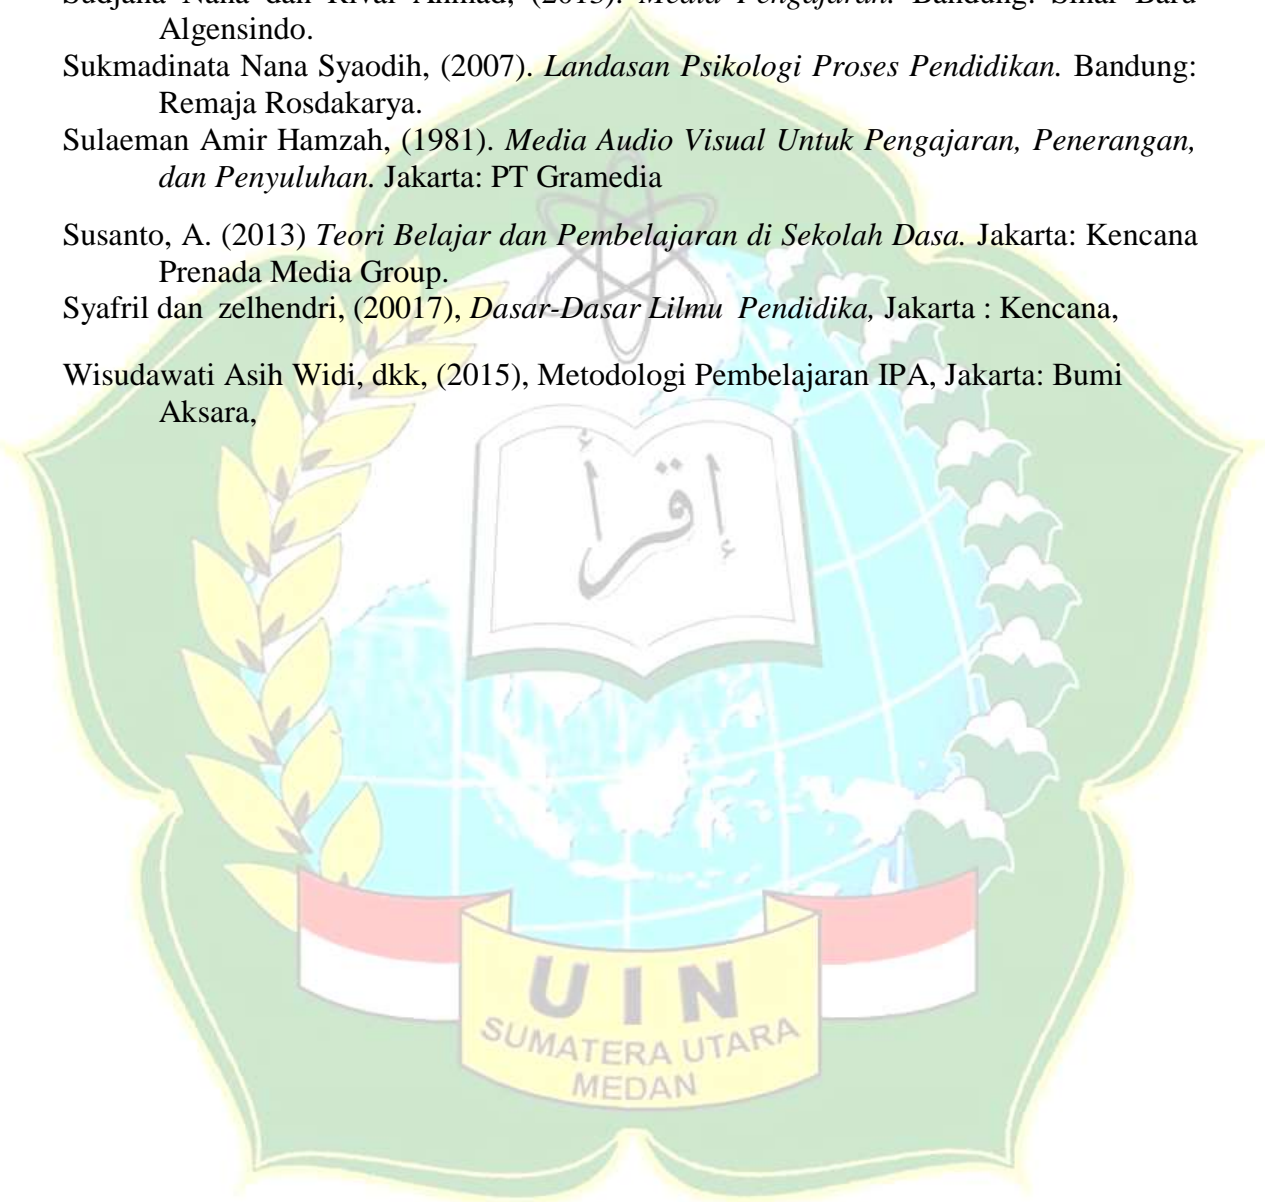 Sudjana Nana dan Rivai Ahmad, (2013). Media Pengajaran. Bandung: Sinar Baru
Algensindo.
Sukmadinata Nana Syaodih, (2007). Landasan Psikologi Proses Pendidikan. Bandung:
Remaja Rosdakarya.
Sulaeman Amir Hamzah, (1981). Media Audio Visual Untuk Pengajaran, Penerangan,
dan Penyuluhan. Jakarta: PT Gramedia
Susanto, A. (2013) Teori Belajar dan Pembelajaran di Sekolah Dasa. Jakarta: Kencana
Prenada Media Group.
Syafril dan zelhendri, (20017), Dasar-Dasar Lilmu Pendidika, Jakarta : Kencana,
Wisudawati Asih Widi, dkk, (2015), Metodologi Pembelajaran IPA, Jakarta: Bumi
Aksara,
إقرأ
UIN
SUMATERA UTARA
MEDAN